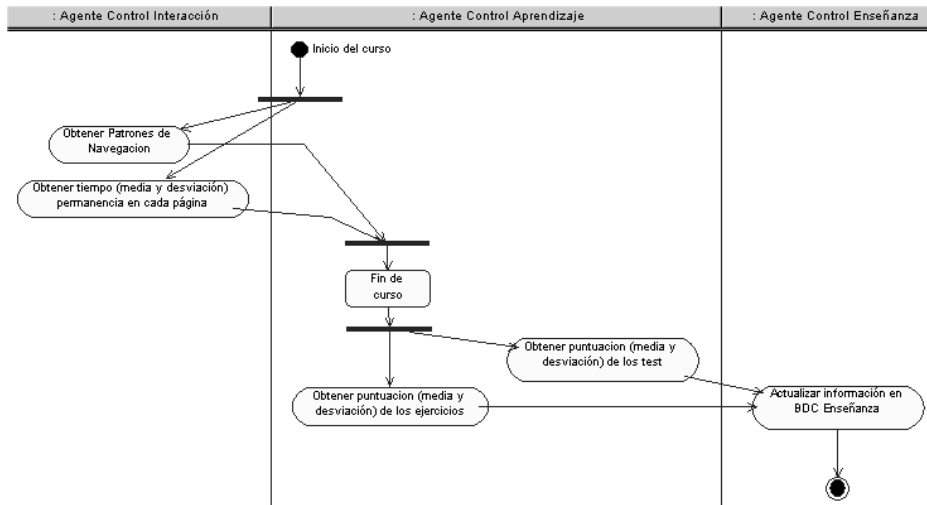 : Agente Control Interacción
: Agente Control Aprendizaje
: Agente Control Enseñanza
Inicio del curso
Obtener Patrones de
Navegacion
Obtener tiempo (media y desviación)
permanencia en cada página
Fin de
curso
Obtener puntuacion (media y
desviación) de los test
Obtener puntuacion (media y
desviación) de los ejercicios
Actualizar información en
BDC Enseñanza